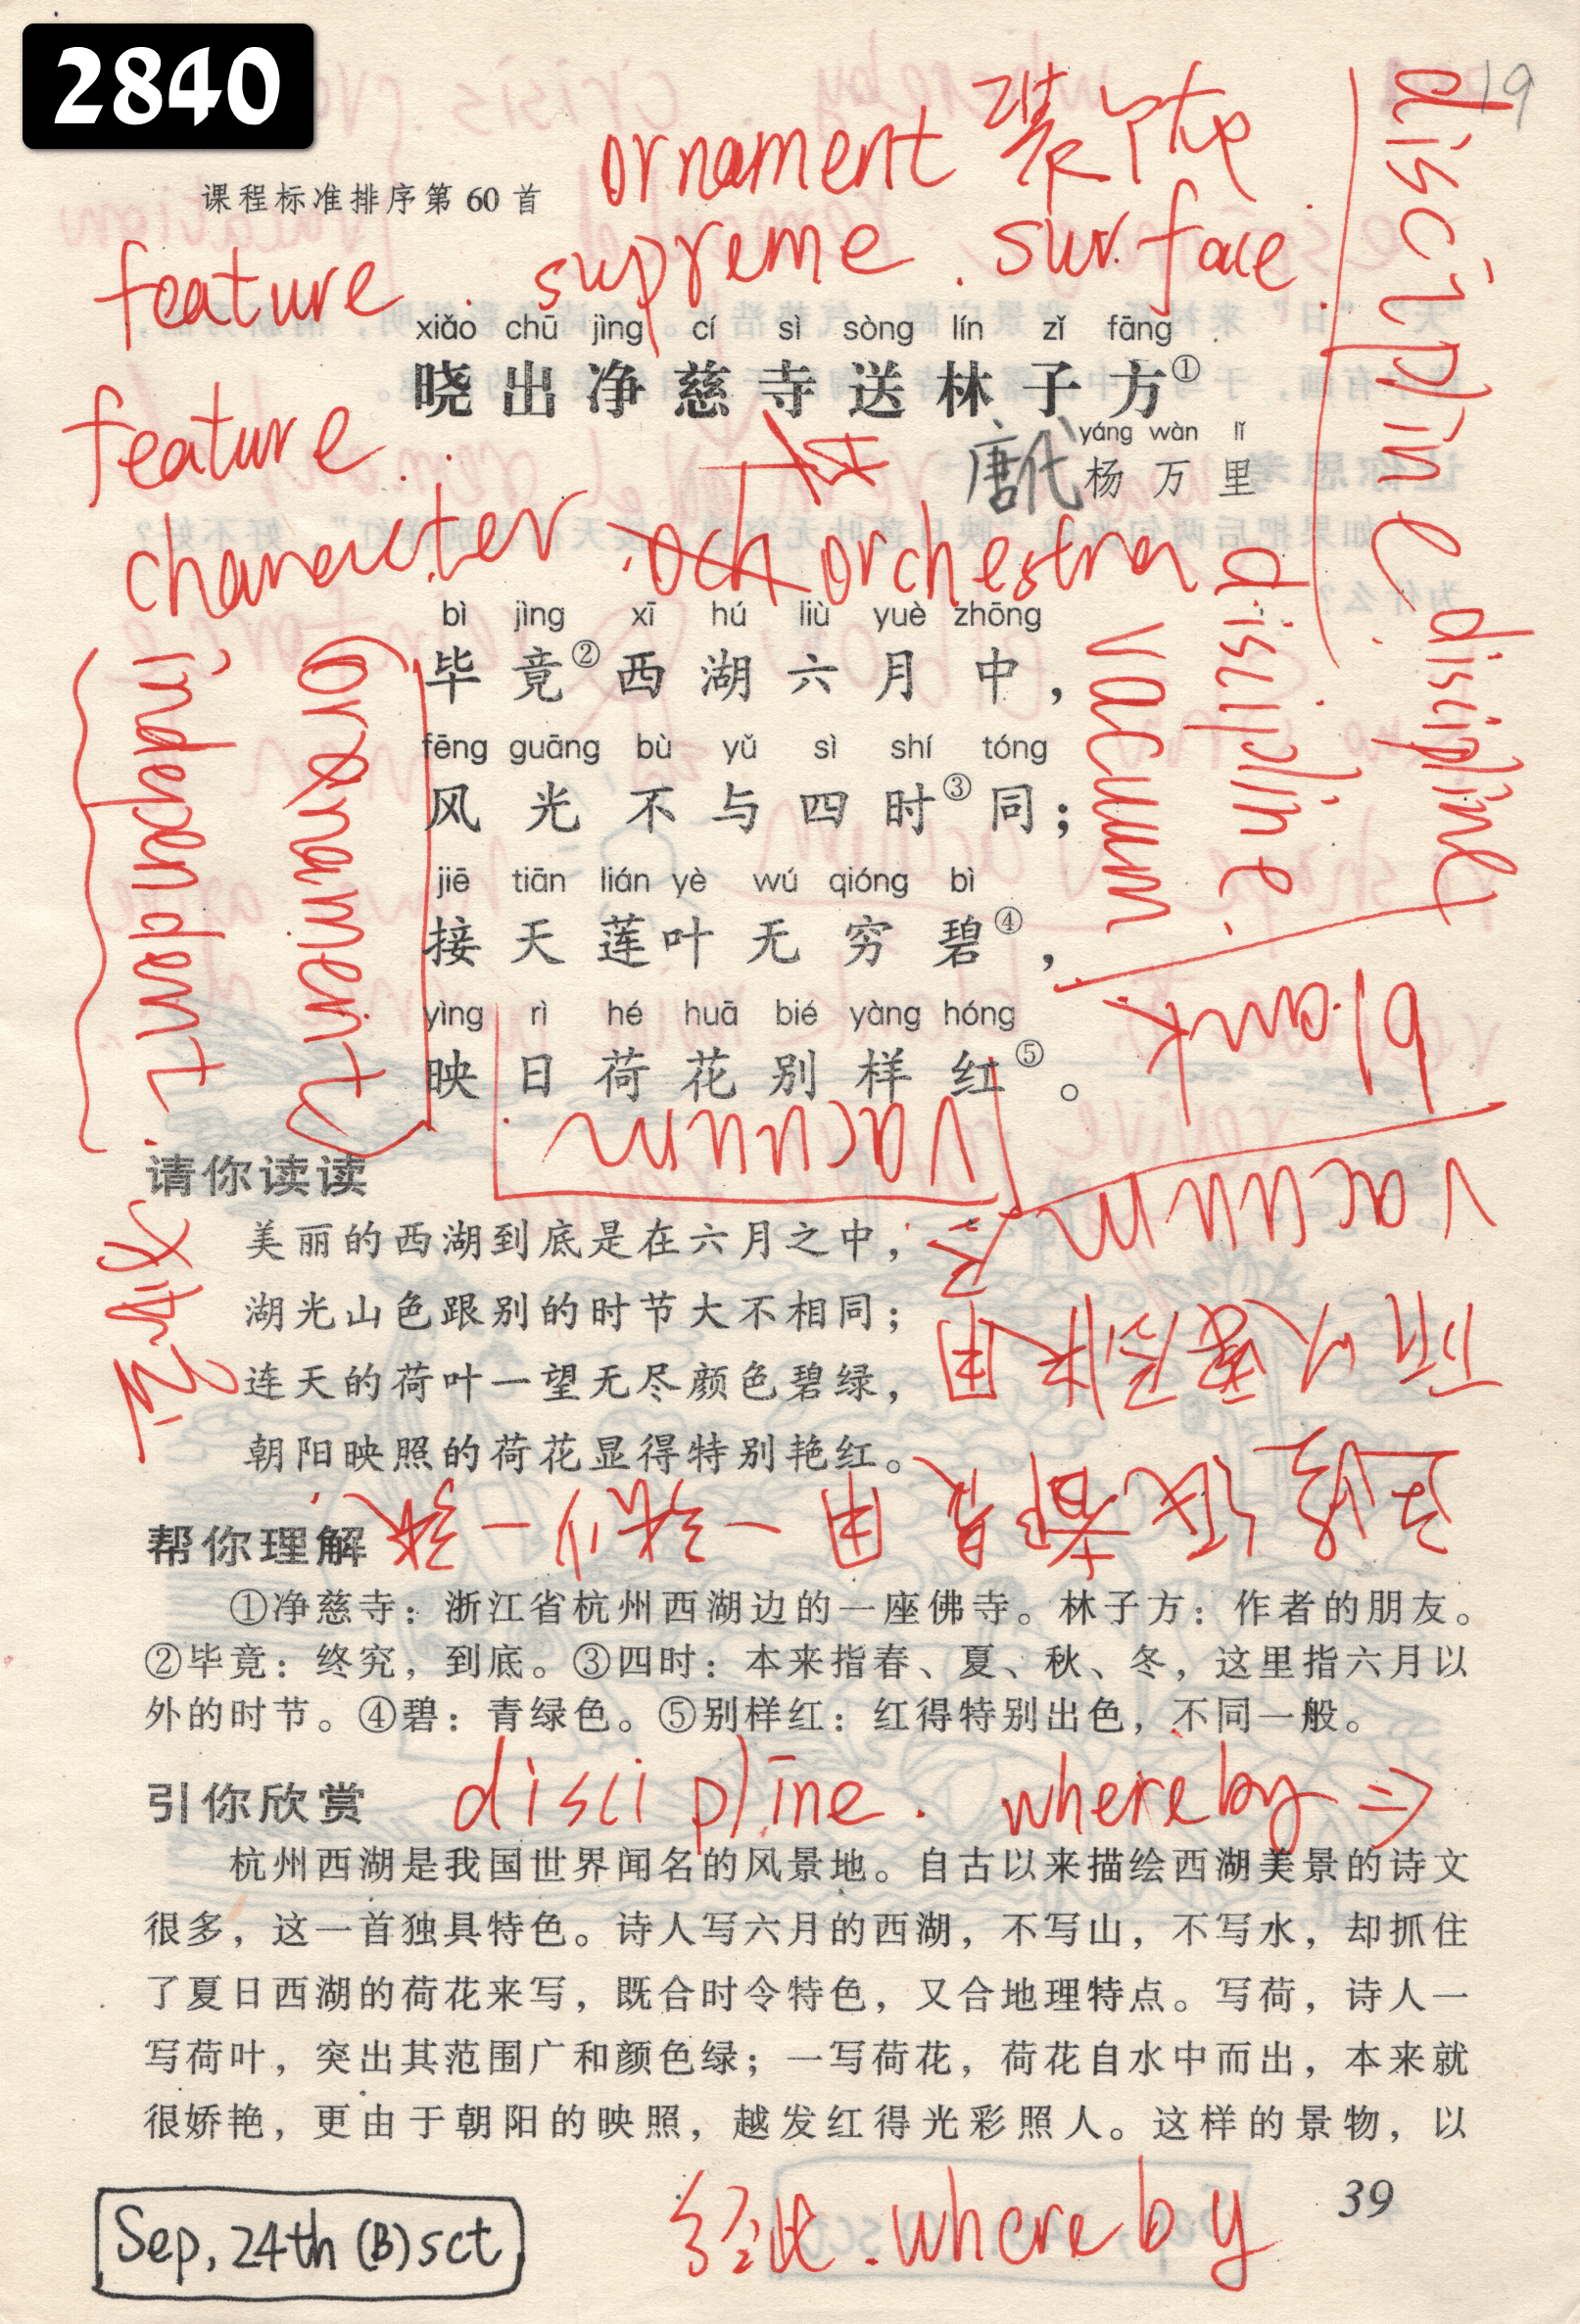 2840
19
ornament 装饰
课程标准排序第 60 首
feature. supreme. surface.
xiǎo chū jìng cí sì sòng lín zǐ fāng
晓出净慈寺送林子方①
feature.
yáng wàn lǐ
唐代 杨万里
character och orchestra
bì jìng xī hú liù yuè zhōng
毕竟②西湖六月中，
fēng guāng bù yǔ sì shí tóng
风光不与四时③同；
jiē tiān lián yè wú qióng bì
接天莲叶无穷碧④，
yìng rì hé huā bié yàng hóng
映日荷花别样红⑤。
discipline.
discipline
discipline.
vacuum
ornament
independent
独立
blank
vacuum
vacuum
请你读读
美丽的西湖到底是在六月之中，
湖光山色跟别的时节大不相同；
连天的荷叶一望无尽颜色碧绿，
朝阳映照的荷花显得特别艳红。
帮你理解
①净慈寺：浙江省杭州西湖边的一座佛寺。林子方：作者的朋友。
②毕竟：终究，到底。③四时：本来指春、夏、秋、冬，这里指六月以
外的时节。④碧：青绿色。⑤别样红：红得特别出色，不同一般。
引你欣赏
discipline. whereby ⇒
杭州西湖是我国世界闻名的风景地。自古以来描绘西湖美景的诗文
很多，这一首独具特色。诗人写六月的西湖，不写山，不写水，却抓住
了夏日西湖的荷花来写，既合时令特色，又合地理特点。写荷，诗人一
写荷叶，突出其范围广和颜色绿；一写荷花，荷花自水中而出，本来就
很娇艳，更由于朝阳的映照，越发红得光彩照人。这样的景物，以
经此. whereby
39
Sep, 24th (B) sct